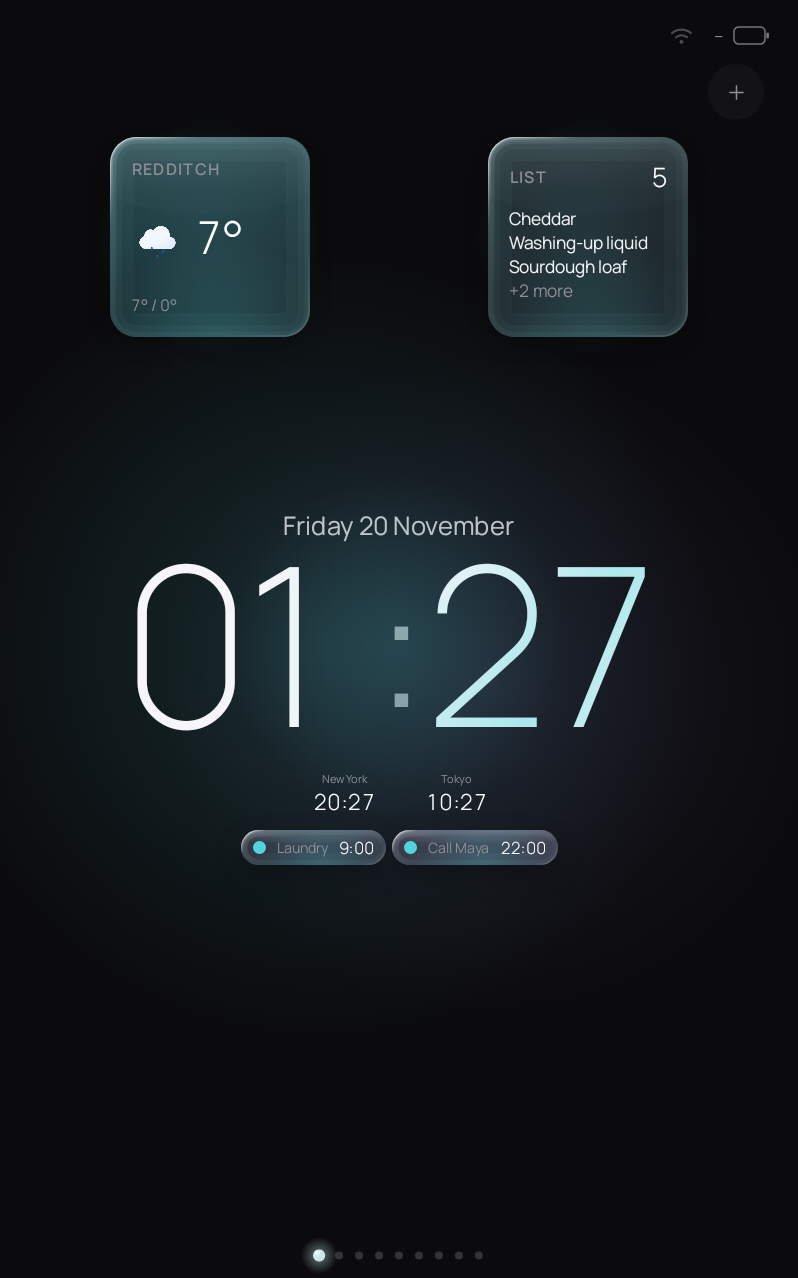 –
+
REDDITCH
7°
7° / 0°
LIST 5
Cheddar
Washing-up liquid
Sourdough loaf
+2 more
Friday 20 November
01:27
New York
20:27
Tokyo
10:27
Laundry 9:00
Call Maya 22:00